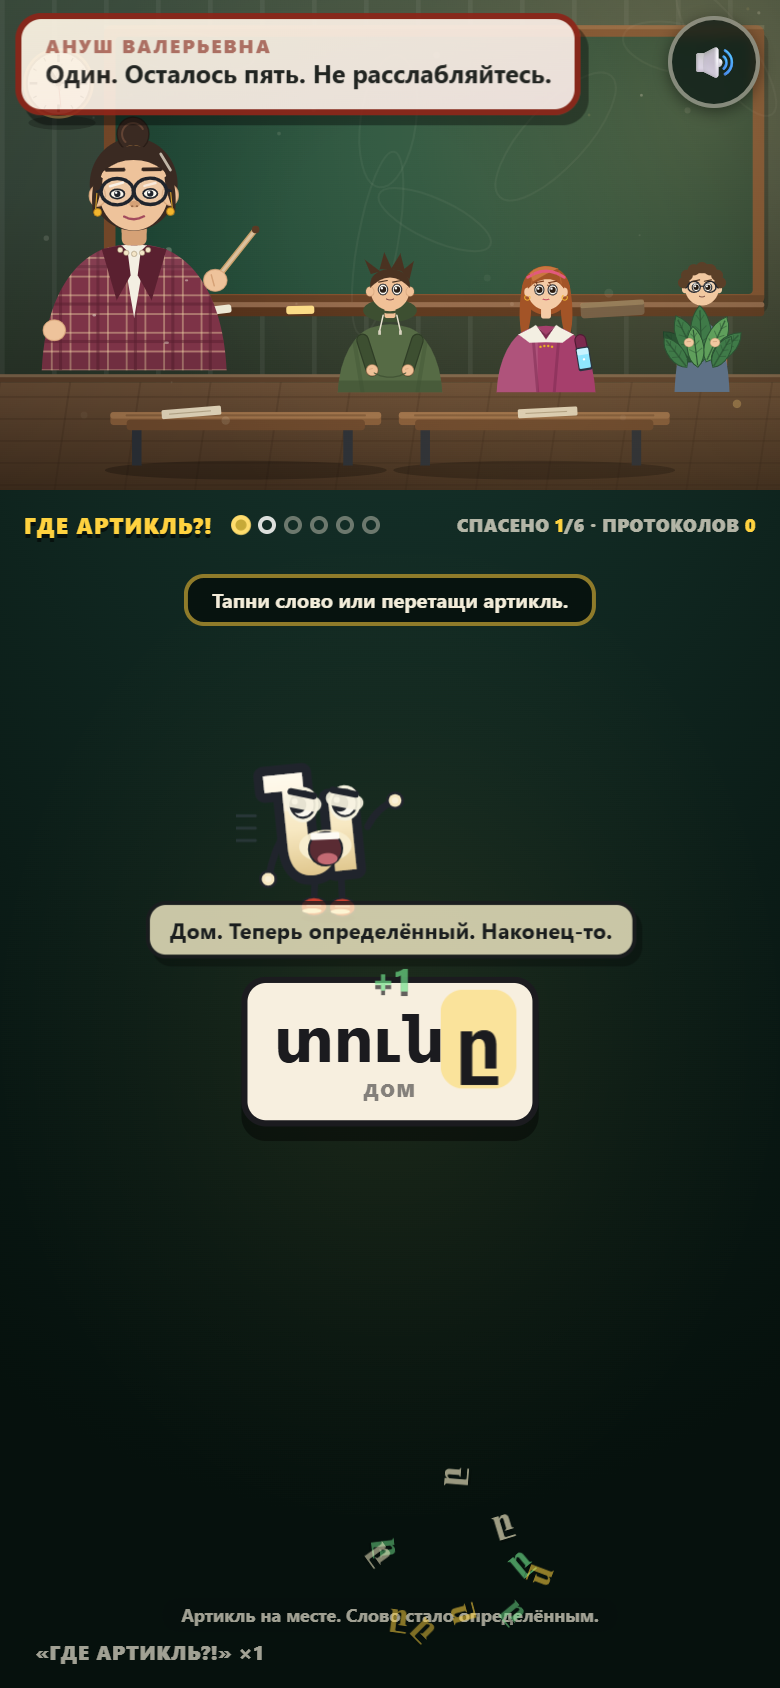 АНУШ ВАЛЕРЬЕВНА
Один. Осталось пять. Не расслабляйтесь.
ГДЕ АРТИКЛЬ?!
СПАСЕНО 1/6 · ПРОТОКОЛОВ 0
Тапни слово или перетащи артикль.
Ա
Дом. Теперь определённый. Наконец-то.
+1
տունը
дом
ը
ը
ը
ը
ը
ը
ը
ը
ը
Артикль на месте. Слово стало определённым.
«ГДЕ АРТИКЛЬ?!» ×1